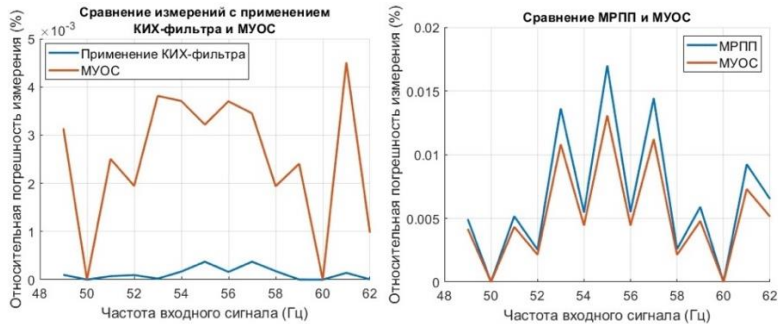 Сравнение измерений с применением
КИХ-фильтра и МУОС
Относительная погрешность измерения (%)
×10⁻³
5
4
3
2
1
0
Применение КИХ-фильтра
МУОС
48 50 52 54 56 58 60 62
Частота входного сигнала (Гц)
Сравнение МРПП и МУОС
Относительная погрешность измерения (%)
0.02
0.015
0.01
0.005
0
МРПП
МУОС
48 50 52 54 56 58 60 62
Частота входного сигнала (Гц)